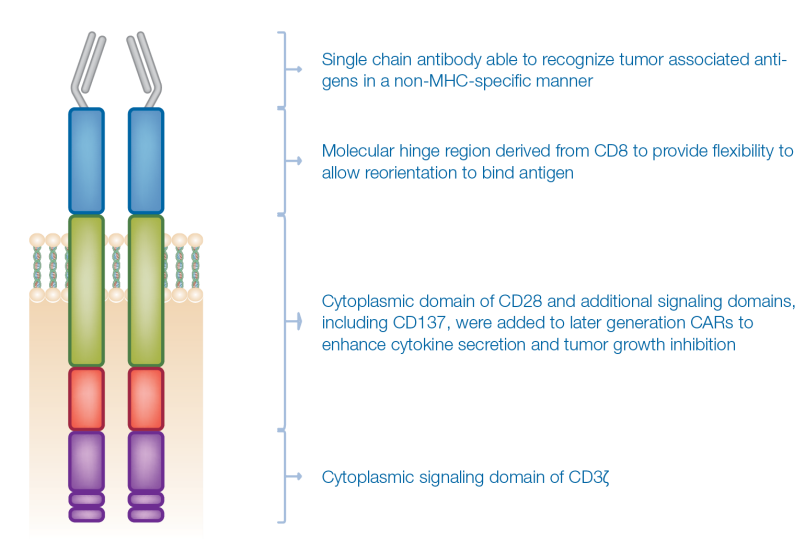 Single chain antibody able to recognize tumor associated anti-
gens in a non-MHC-specific manner
Molecular hinge region derived from CD8 to provide flexibility to
allow reorientation to bind antigen
Cytoplasmic domain of CD28 and additional signaling domains,
including CD137, were added to later generation CARs to
enhance cytokine secretion and tumor growth inhibition
Cytoplasmic signaling domain of CD3ζ